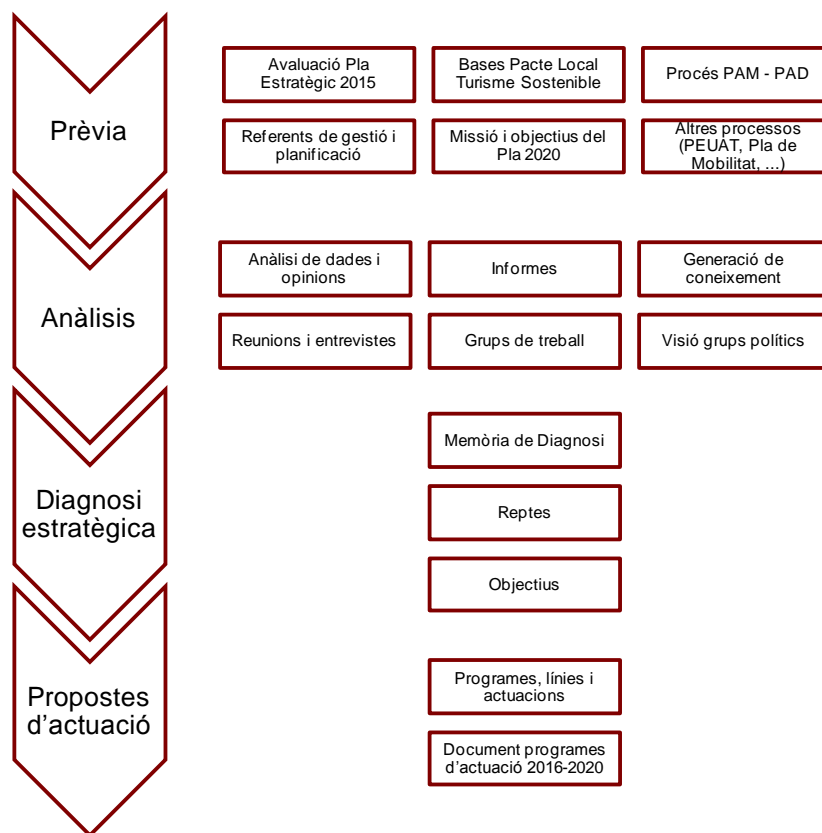 Prèvia
Avaluació Pla
Estratègic 2015
Bases Pacte Local
Turisme Sostenible
Procés PAM - PAD
Referents de gestió i
planificació
Missió i objectius del
Pla 2020
Altres processos
(PEUAT, Pla de
Mobilitat, ...)
Anàlisis
Anàlisi de dades i
opinions
Informes
Generació de
coneixement
Reunions i entrevistes
Grups de treball
Visió grups polítics
Diagnosi
estratègica
Memòria de Diagnosi
Reptes
Objectius
Propostes
d’actuació
Programes, línies i
actuacions
Document programes
d’actuació 2016-2020